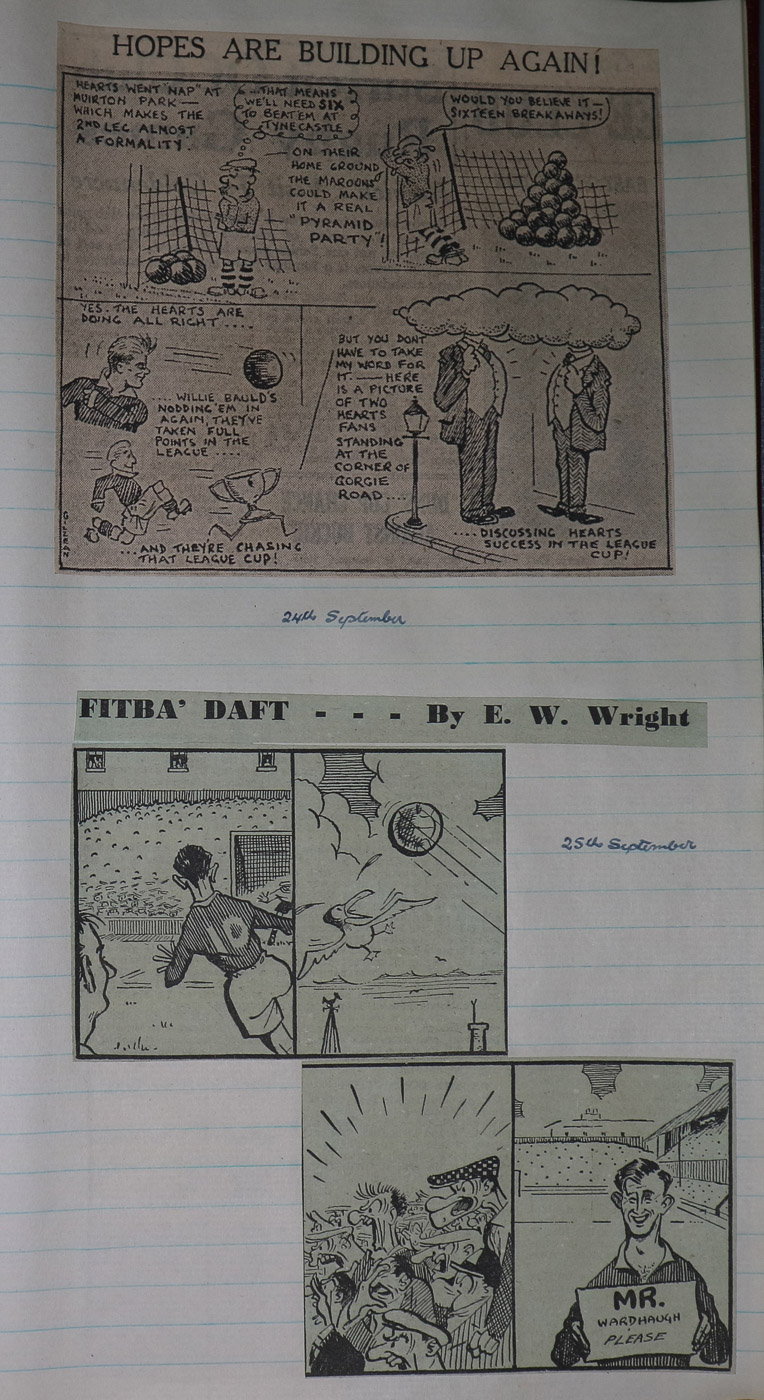 HOPES ARE BUILDING UP AGAIN!
HEARTS WENT "NAP" AT
MUIRTON PARK—
WHICH MAKES THE
2ND LEG ALMOST
A FORMALITY.
...THAT MEANS
WE'LL NEED SIX
TO BEAT 'EM AT
TYNECASTLE
— ON THEIR
HOME GROUND
THE MAROONS
COULD MAKE
IT A REAL
"PYRAMID
PARTY"!
WOULD YOU BELIEVE IT—
SIXTEEN BREAKAWAYS!
YES. THE HEARTS ARE
DOING ALL RIGHT ....
.... WILLIE BAULD'S
NODDING 'EM IN
AGAIN, THEY'VE
TAKEN FULL
POINTS IN THE
LEAGUE ....
...AND THEY'RE CHASING
THAT LEAGUE CUP!
GILZEAN
BUT YOU DONT
HAVE TO TAKE
MY WORD FOR
IT. — HERE
IS A PICTURE
OF TWO
HEARTS
FANS
STANDING
AT THE
CORNER OF
GORGIE
ROAD....
....DISCUSSING HEARTS
SUCCESS IN THE LEAGUE
CUP!
24th September
FITBA' DAFT - - - By E. W. Wright
25th September
MR.
WARDHAUGH
PLEASE